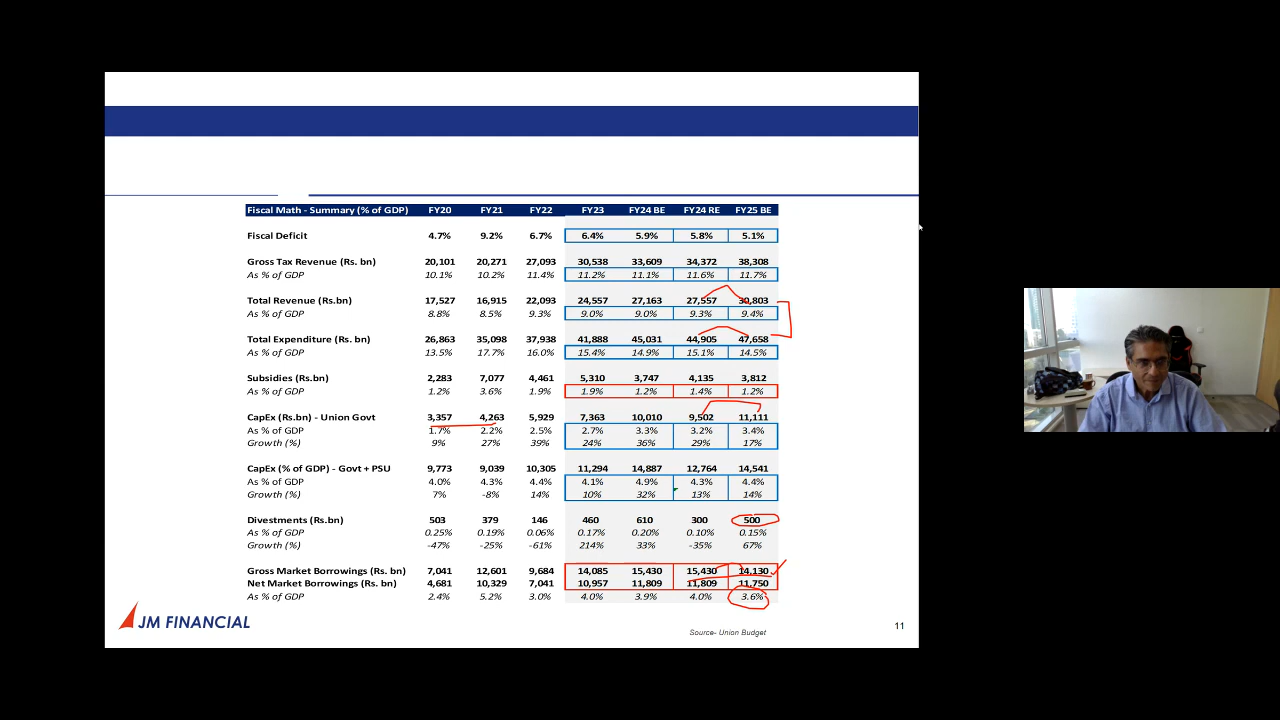 Fiscal Math - Summary (% of GDP) FY20 FY21 FY22 FY23 FY24 BE FY24 RE FY25 BE
Fiscal Deficit 4.7% 9.2% 6.7% 6.4% 5.9% 5.8% 5.1%
Gross Tax Revenue (Rs. bn) 20,101 20,271 27,093 30,538 33,609 34,372 38,308
As % of GDP 10.1% 10.2% 11.4% 11.2% 11.1% 11.6% 11.7%
Total Revenue (Rs.bn) 17,527 16,915 22,093 24,557 27,163 27,557 30,803
As % of GDP 8.8% 8.5% 9.3% 9.0% 9.0% 9.3% 9.4%
Total Expenditure (Rs. bn) 26,863 35,098 37,938 41,888 45,031 44,905 47,658
As % of GDP 13.5% 17.7% 16.0% 15.4% 14.9% 15.1% 14.5%
Subsidies (Rs.bn) 2,283 7,077 4,461 5,310 3,747 4,135 3,812
As % of GDP 1.2% 3.6% 1.9% 1.9% 1.2% 1.4% 1.2%
CapEx (Rs.bn) - Union Govt 3,357 4,263 5,929 7,363 10,010 9,502 11,111
As % of GDP 1.7% 2.2% 2.5% 2.7% 3.3% 3.2% 3.4%
Growth (%) 9% 27% 39% 24% 36% 29% 17%
CapEx (% of GDP) - Govt + PSU 9,773 9,039 10,305 11,294 14,887 12,764 14,541
As % of GDP 4.0% 4.3% 4.4% 4.1% 4.9% 4.3% 4.4%
Growth (%) 7% -8% 14% 10% 32% 13% 14%
Divestments (Rs.bn) 503 379 146 460 610 300 500
As % of GDP 0.25% 0.19% 0.06% 0.17% 0.20% 0.10% 0.15%
Growth (%) -47% -25% -61% 214% 33% -35% 67%
Gross Market Borrowings (Rs. bn) 7,041 12,601 9,684 14,085 15,430 15,430 14,130
Net Market Borrowings (Rs. bn) 4,681 10,329 7,041 10,957 11,809 11,809 11,750
As % of GDP 2.4% 5.2% 3.0% 4.0% 3.9% 4.0% 3.6%
JM FINANCIAL
Source- Union Budget
11